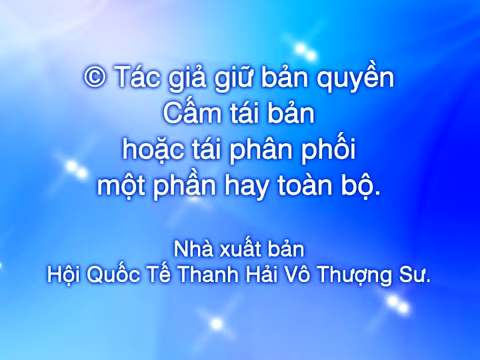 © Tác giả giữ bản quyền
Cấm tái bản
hoặc tái phân phối
một phần hay toàn bộ.
Nhà xuất bản
Hội Quốc Tế Thanh Hải Vô Thượng Sư.